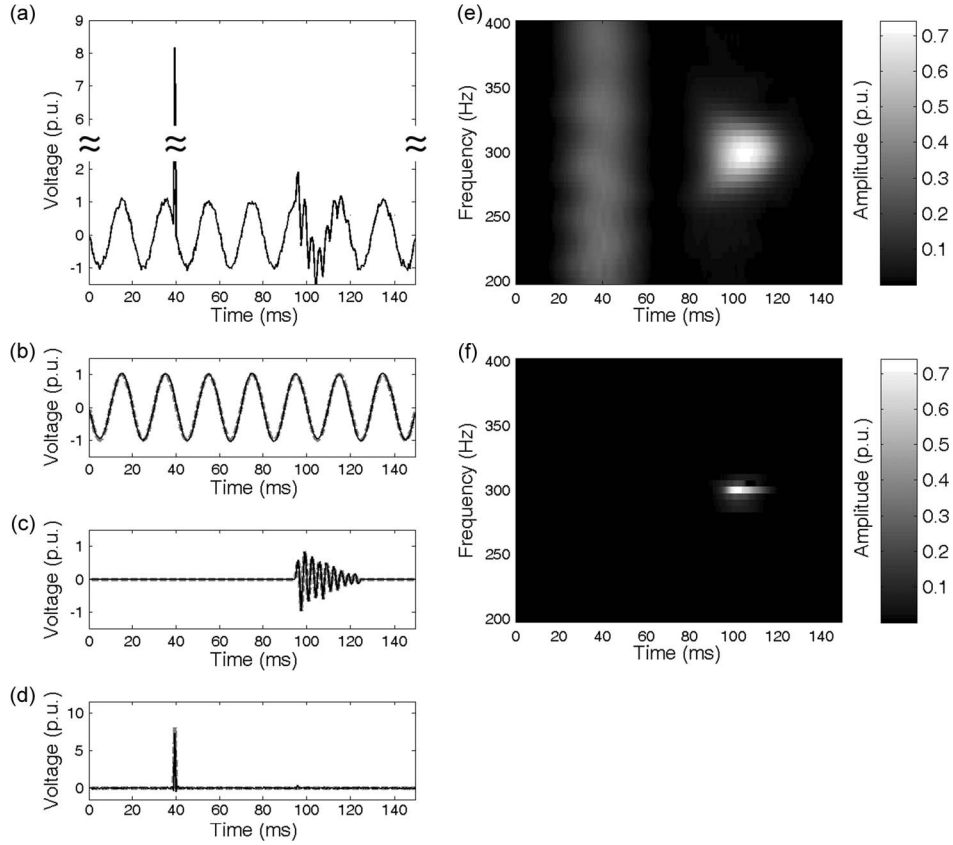 (a)
Voltage (p.u.)
9
8
7
6
2
1
0
-1
0 20 40 60 80 100 120 140
Time (ms)
(b)
Voltage (p.u.)
1
0
-1
0 20 40 60 80 100 120 140
Time (ms)
(c)
Voltage (p.u.)
1
0
-1
0 20 40 60 80 100 120 140
Time (ms)
(d)
Voltage (p.u.)
10
5
0
0 20 40 60 80 100 120 140
Time (ms)
(e)
Frequency (Hz)
400
350
300
250
200
0 20 40 60 80 100 120 140
Time (ms)
Amplitude (p.u.)
0.7
0.6
0.5
0.4
0.3
0.2
0.1
(f)
Frequency (Hz)
400
350
300
250
200
0 20 40 60 80 100 120 140
Time (ms)
Amplitude (p.u.)
0.7
0.6
0.5
0.4
0.3
0.2
0.1